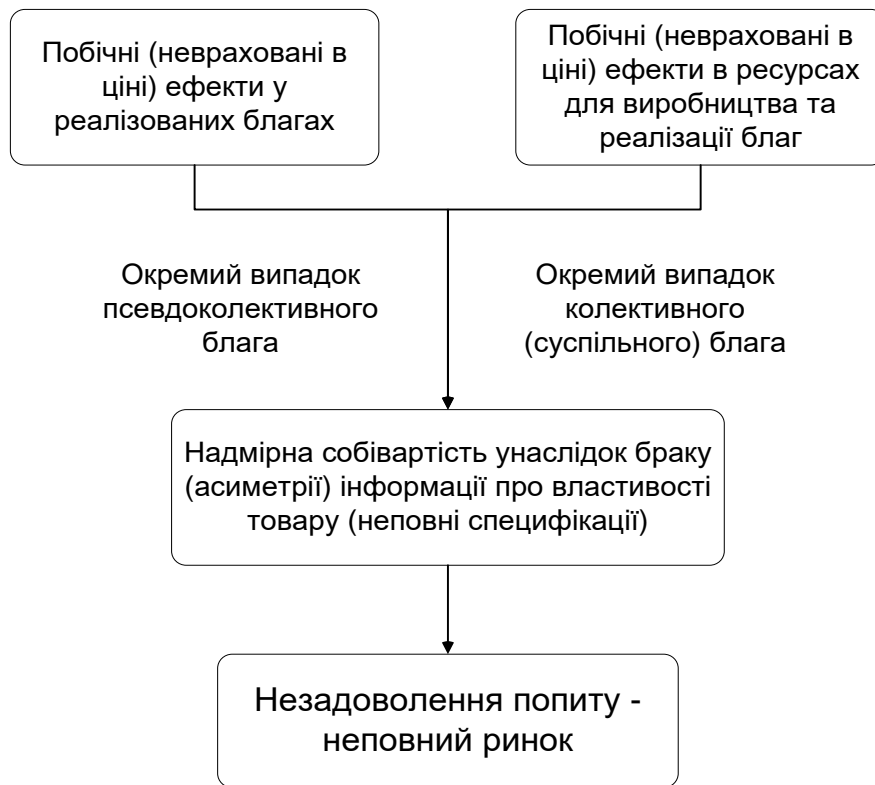 Побічні (невраховані в
ціні) ефекти у
реалізованих благах
Побічні (невраховані в
ціні) ефекти в ресурсах
для виробництва та
реалізації благ
Окремий випадок
псевдоколективного
блага
Окремий випадок
колективного
(суспільного) блага
Надмірна собівартість унаслідок браку
(асиметрії) інформації про властивості
товару (неповні специфікації)
Незадоволення попиту -
неповний ринок